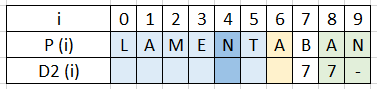 i 0 1 2 3 4 5 6 7 8 9
P (i) L A M E N T A B A N
D2 (i) 7 7 -